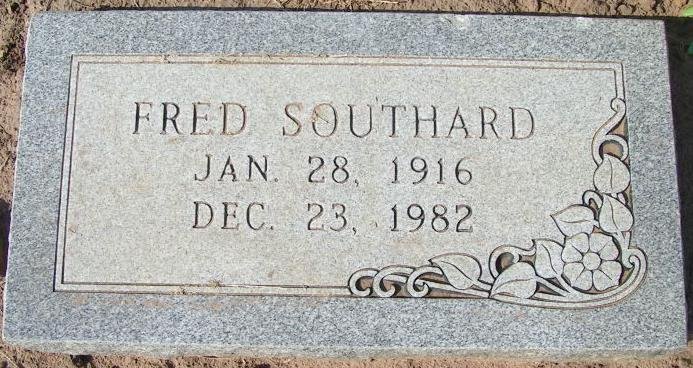 FRED SOUTHARD
JAN. 28, 1916
DEC. 23, 1982